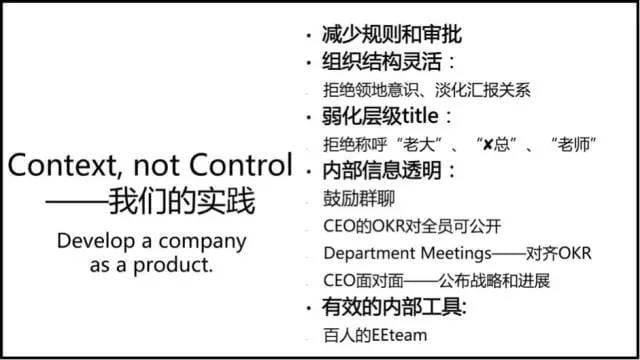 Context, not Control
——我们的实践
Develop a company
as a product.
• 减少规则和审批
• 组织结构灵活：
拒绝领地意识、淡化汇报关系
• 弱化层级title：
拒绝称呼“老大”、“✘总”、“老师”
• 内部信息透明：
鼓励群聊
CEO的OKR对全员可公开
Department Meetings——对齐OKR
CEO面对面——公布战略和进展
• 有效的内部工具:
百人的EEteam